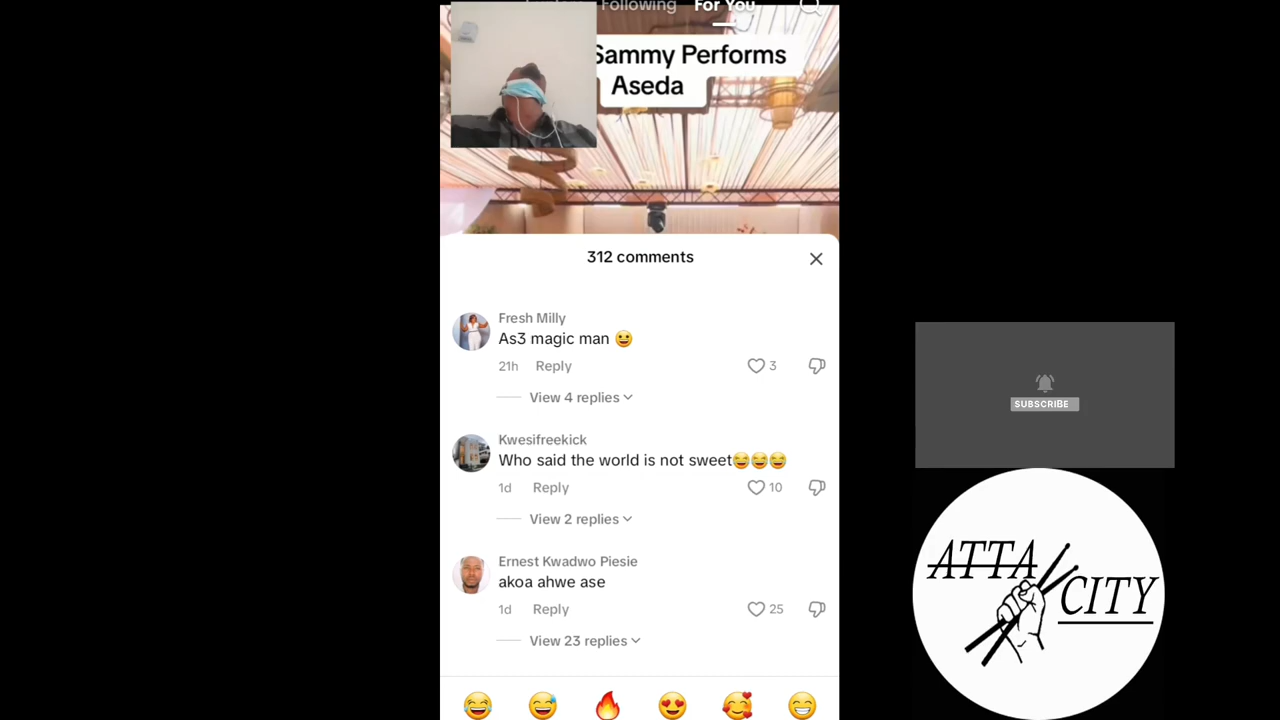 Following For You
Sammy Performs
Aseda
312 comments
Fresh Milly
As3 magic man 😀
21h Reply 3
View 4 replies
Kwesifreekick
Who said the world is not sweet😂😂😂
1d Reply 10
View 2 replies
Ernest Kwadwo Piesie
akoa ahwe ase
1d Reply 25
View 23 replies
SUBSCRIBE
ATTA
CITY